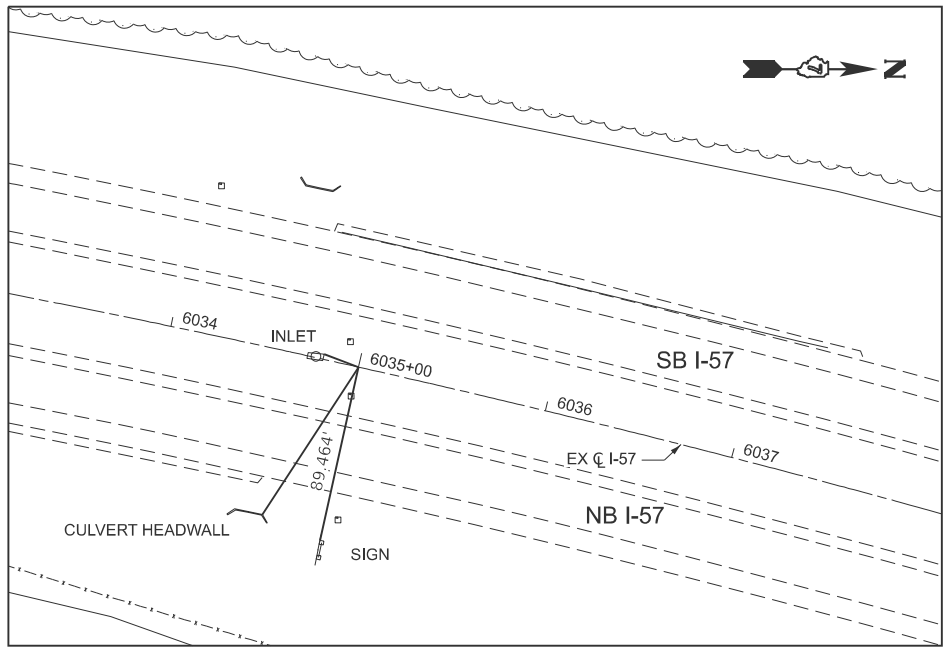 N
6034
INLET
6035+00
SB I-57
6036
EX ℄ I-57
6037
89.464'
NB I-57
CULVERT HEADWALL
SIGN